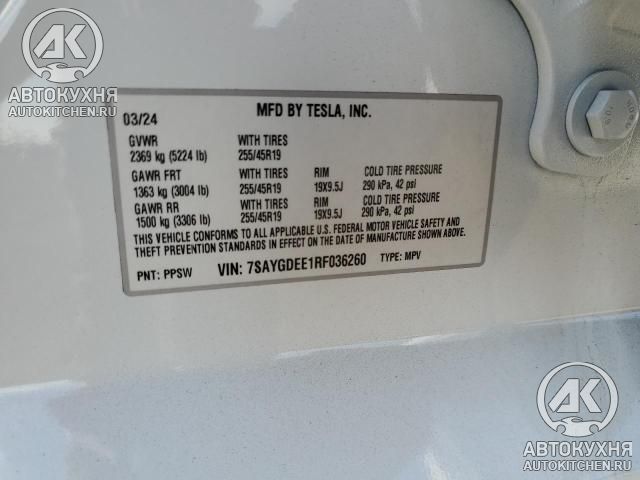 АК
АВТОКУХНЯ
AUTOKITCHEN.RU
03/24 MFD BY TESLA, INC.
GVWR WITH TIRES
2369 kg (5224 lb) 255/45R19
GAWR FRT WITH TIRES RIM COLD TIRE PRESSURE
1363 kg (3004 lb) 255/45R19 19X9.5J 290 kPa, 42 psi
GAWR RR WITH TIRES RIM COLD TIRE PRESSURE
1500 kg (3306 lb) 255/45R19 19X9.5J 290 kPa, 42 psi
THIS VEHICLE CONFORMS TO ALL APPLICABLE U.S. FEDERAL MOTOR VEHICLE SAFETY AND
THEFT PREVENTION STANDARDS IN EFFECT ON THE DATE OF MANUFACTURE SHOWN ABOVE.
PNT: PPSW VIN: 7SAYGDEE1RF036260 TYPE: MPV
АК
АВТОКУХНЯ
AUTOKITCHEN.RU